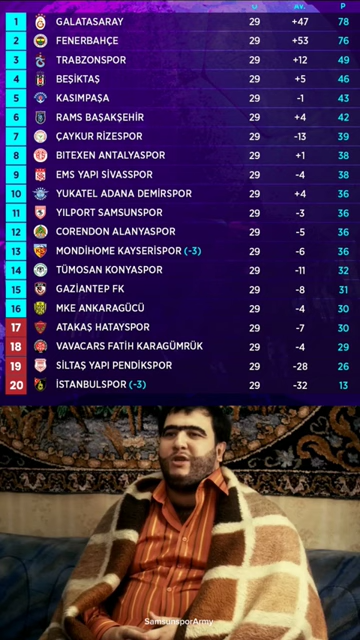 O AV. P
1 GALATASARAY 29 +47 78
2 FENERBAHÇE 29 +53 76
3 TRABZONSPOR 29 +12 49
4 BEŞİKTAŞ 29 +5 46
5 KASIMPAŞA 29 -1 43
6 RAMS BAŞAKŞEHİR 29 +4 42
7 ÇAYKUR RİZESPOR 29 -13 39
8 BITEXEN ANTALYASPOR 29 +1 38
9 EMS YAPI SİVASSPOR 29 -4 38
10 YUKATEL ADANA DEMİRSPOR 29 +4 36
11 YILPORT SAMSUNSPOR 29 -3 36
12 CORENDON ALANYASPOR 29 -5 36
13 MONDİHOME KAYSERİSPOR (-3) 29 -6 36
14 TÜMOSAN KONYASPOR 29 -11 32
15 GAZİANTEP FK 29 -8 31
16 MKE ANKARAGÜCÜ 29 -4 30
17 ATAKAŞ HATAYSPOR 29 -7 30
18 VAVACARS FATİH KARAGÜMRÜK 29 -4 29
19 SİLTAŞ YAPI PENDİKSPOR 29 -28 26
20 İSTANBULSPOR (-3) 29 -32 13
SamsunsporArmy